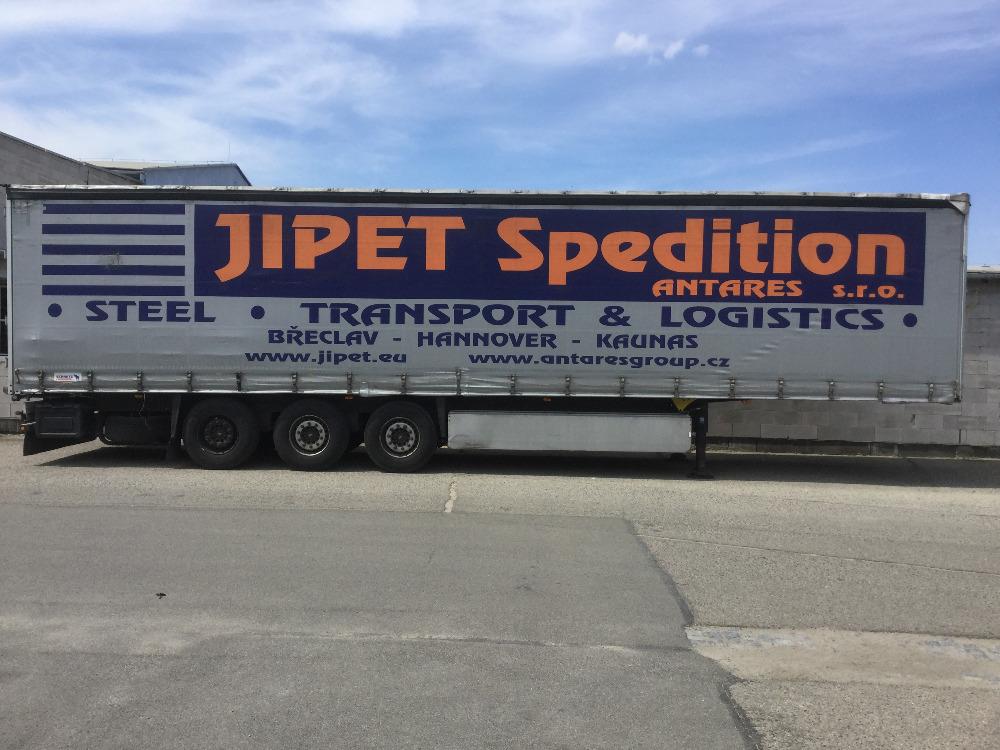 JIPET Spedition
ANTARES s.r.o.
• STEEL • TRANSPORT & LOGISTICS •
BŘECLAV - HANNOVER - KAUNAS
www.jipet.eu www.antaresgroup.cz